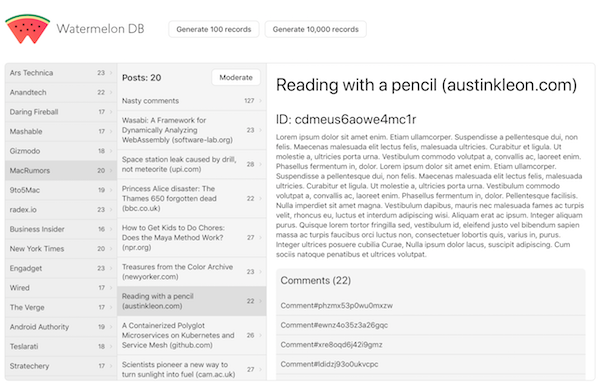 Watermelon DB
Generate 100 records
Generate 10,000 records
Ars Technica 23
Anandtech 22
Daring Fireball 17
Mashable 17
Gizmodo 18
MacRumors 20
9to5Mac 19
radex.io 23
Business Insider 16
New York Times 20
Engadget 23
Wired 17
The Verge 17
Android Authority 19
Teslarati 18
Stratechery 17
Posts: 20
Moderate
Nasty comments 127
Wasabi: A Framework for
Dynamically Analyzing 23
WebAssembly (software-lab.org)
Space station leak caused by drill, 28
not meteorite (upi.com)
Princess Alice disaster: The
Thames 650 forgotten dead 22
(bbc.co.uk)
How to Get Kids to Do Chores:
Does the Maya Method Work? 27
(npr.org)
Treasures from the Color Archive 23
(newyorker.com)
Reading with a pencil 22
(austinkleon.com)
A Containerized Polyglot
Microservices on Kubernetes and 26
Service Mesh (github.com)
Scientists pioneer a new way to 27
turn sunlight into fuel (cam.ac.uk)
Reading with a pencil (austinkleon.com)
ID: cdmeus6aowe4mc1r
Lorem ipsum dolor sit amet enim. Etiam ullamcorper. Suspendisse a pellentesque dui, non
felis. Maecenas malesuada elit lectus felis, malesuada ultricies. Curabitur et ligula. Ut
molestie a, ultricies porta urna. Vestibulum commodo volutpat a, convallis ac, laoreet enim.
Phasellus fermentum in, dolor. Lorem ipsum dolor sit amet enim. Etiam ullamcorper.
Suspendisse a pellentesque dui, non felis. Maecenas malesuada elit lectus felis, malesuada
ultricies. Curabitur et ligula. Ut molestie a, ultricies porta urna. Vestibulum commodo
volutpat a, convallis ac, laoreet enim. Phasellus fermentum in, dolor. Pellentesque facilisis.
Nulla imperdiet sit amet magna. Vestibulum dapibus, mauris nec malesuada fames ac turpis
velit, rhoncus eu, luctus et interdum adipiscing wisi. Aliquam erat ac ipsum. Integer aliquam
purus. Quisque lorem tortor fringilla sed, vestibulum id, eleifend justo vel bibendum sapien
massa ac turpis faucibus orci luctus non, consectetuer lobortis quis, varius in, purus.
Integer ultrices posuere cubilia Curae, Nulla ipsum dolor lacus, suscipit adipiscing. Cum
sociis natoque penatibus et ultrices volutpat.
Comments (22)
Comment#phzmx53p0wu0mxzw
Comment#ewnz4o35z3a26gqc
Comment#xre8oqd6j42i9gmz
Comment#ldidzj93o0ukvcpc